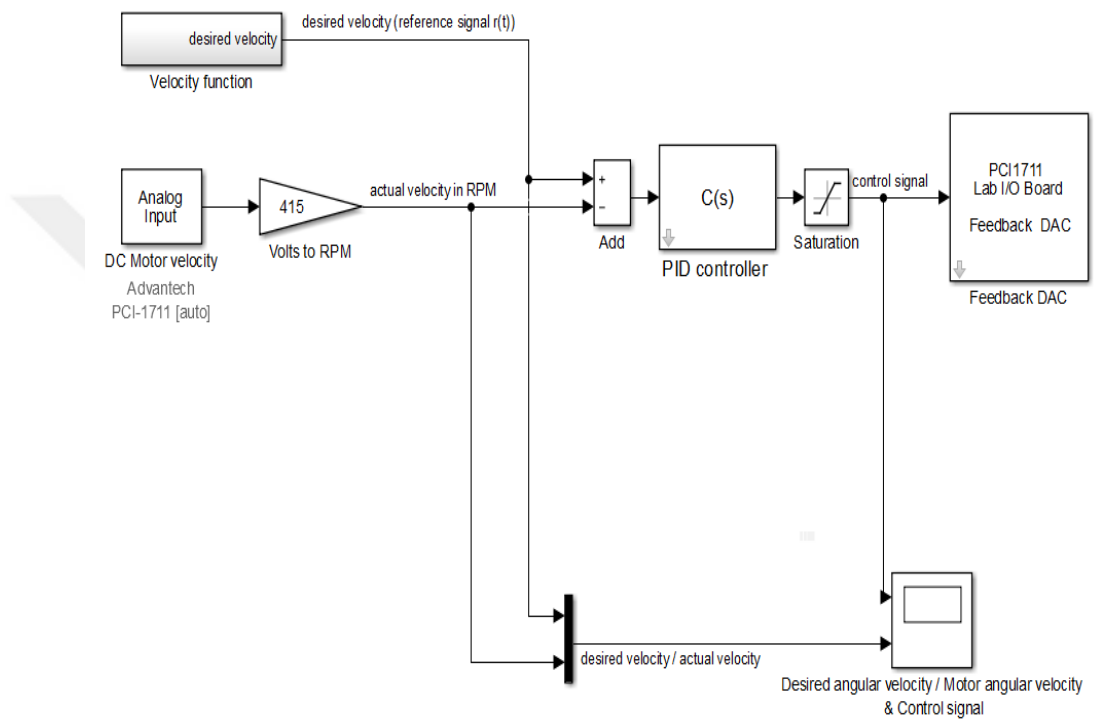 desired velocity (reference signal r(t))
desired velocity
Velocity function
Analog
Input
DC Motor velocity
Advantech
PCI-1711 [auto]
415
Volts to RPM
actual velocity in RPM
+
−
Add
C(s)
PID controller
Saturation
control signal
PCI1711
Lab I/O Board
Feedback DAC
Feedback DAC
desired velocity / actual velocity
Desired angular velocity / Motor angular velocity
& Control signal